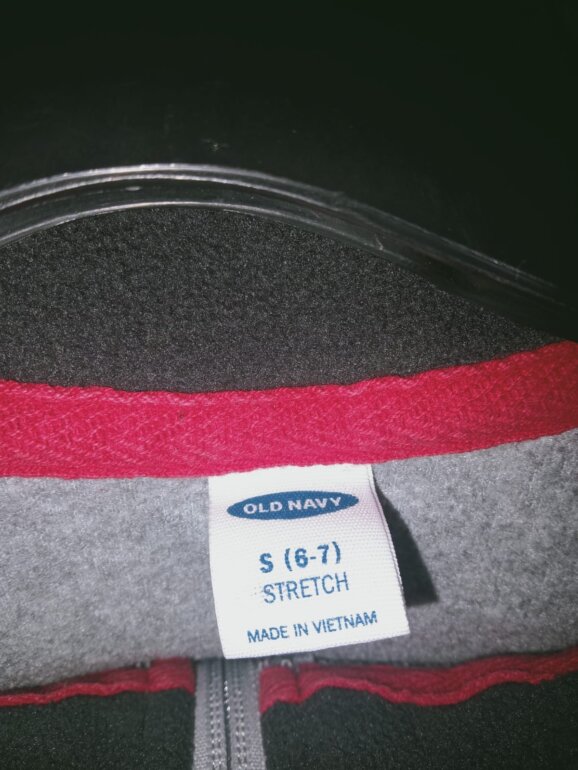 OLD NAVY
S (6-7)
STRETCH
MADE IN VIETNAM